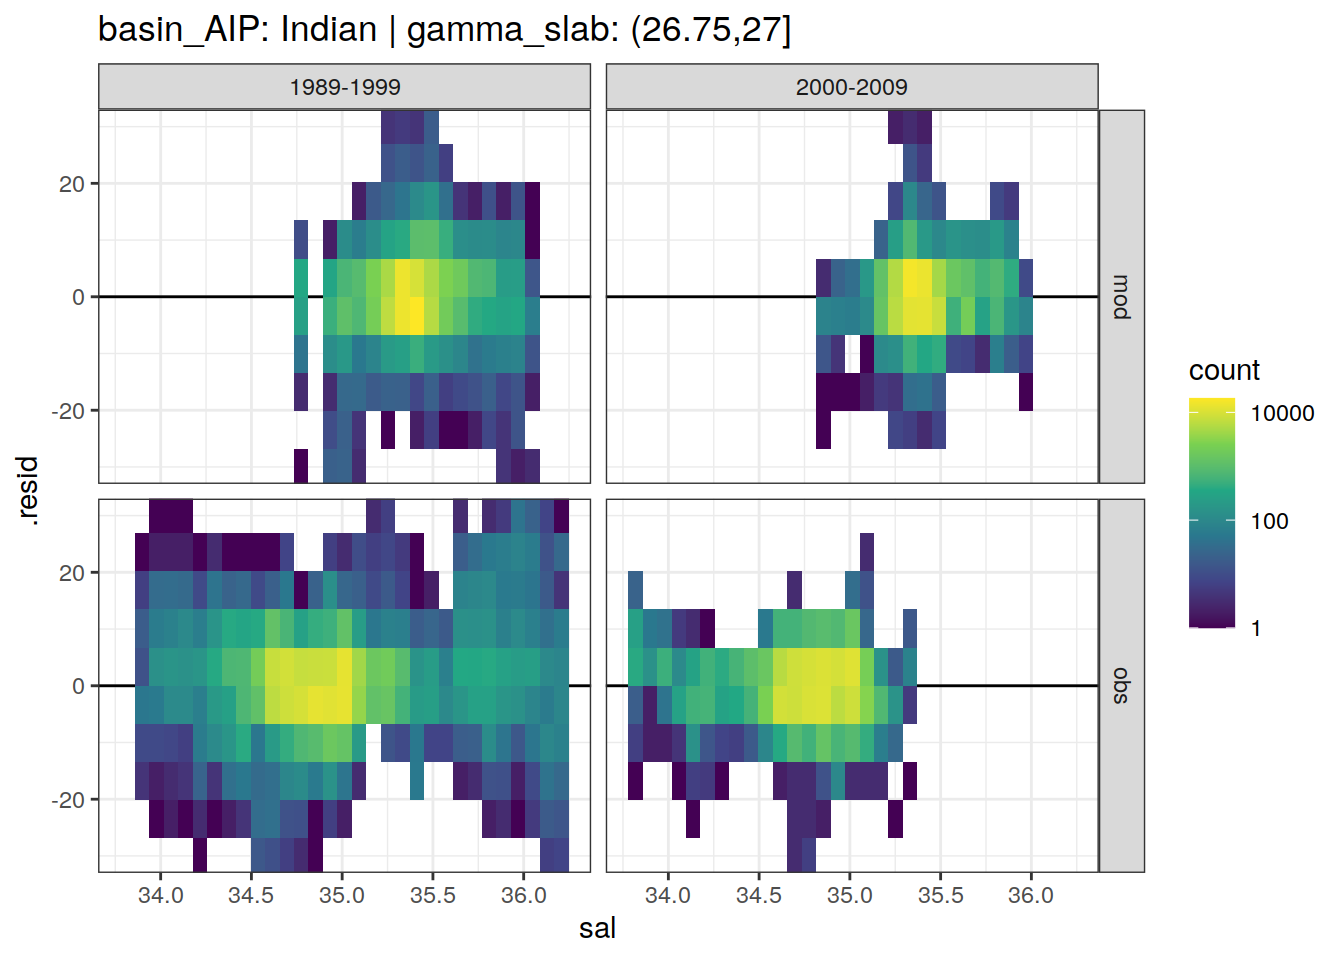 basin_AIP: Indian | gamma_slab: (26.75,27]
1989-1999
2000-2009
20
0
-20
mod
20
0
-20
obs
.resid
34.0 34.5 35.0 35.5 36.0 34.0 34.5 35.0 35.5 36.0
sal
count
10000
100
1